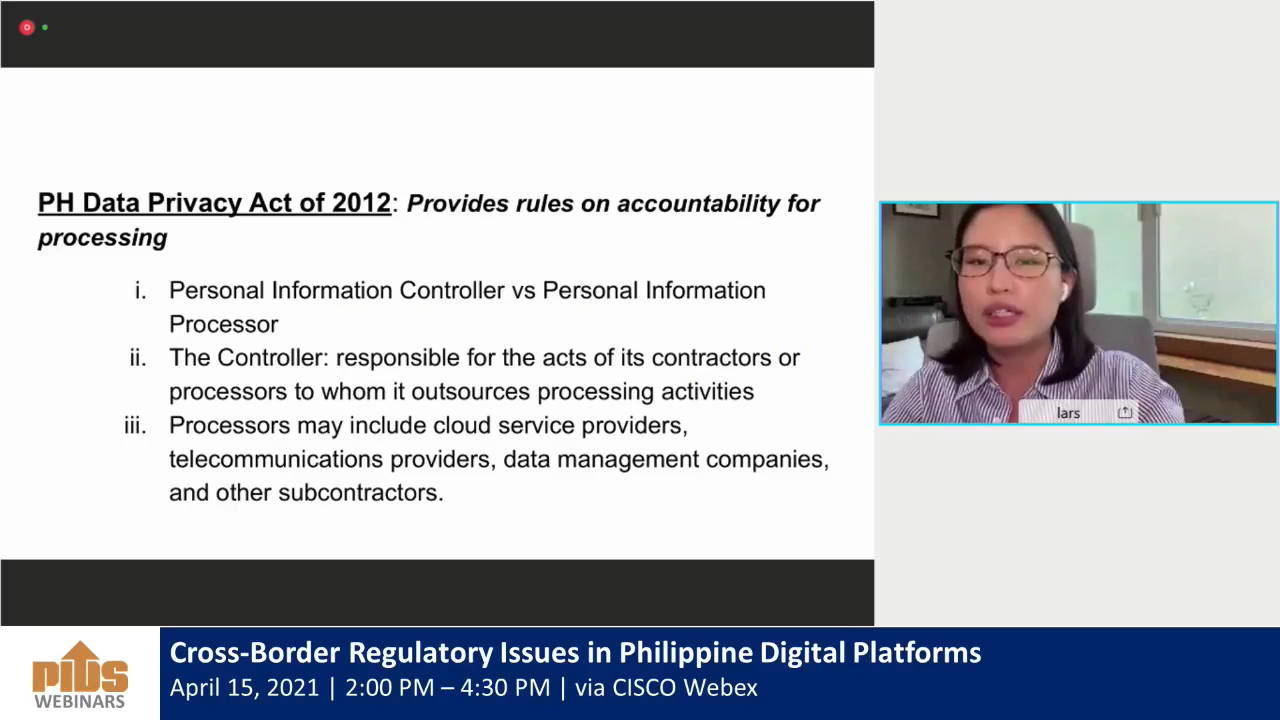 PH Data Privacy Act of 2012: Provides rules on accountability for
processing
i. Personal Information Controller vs Personal Information
Processor
ii. The Controller: responsible for the acts of its contractors or
processors to whom it outsources processing activities
iii. Processors may include cloud service providers,
telecommunications providers, data management companies,
and other subcontractors.
lars
PIDS
WEBINARS
Cross-Border Regulatory Issues in Philippine Digital Platforms
April 15, 2021 | 2:00 PM – 4:30 PM | via CISCO Webex